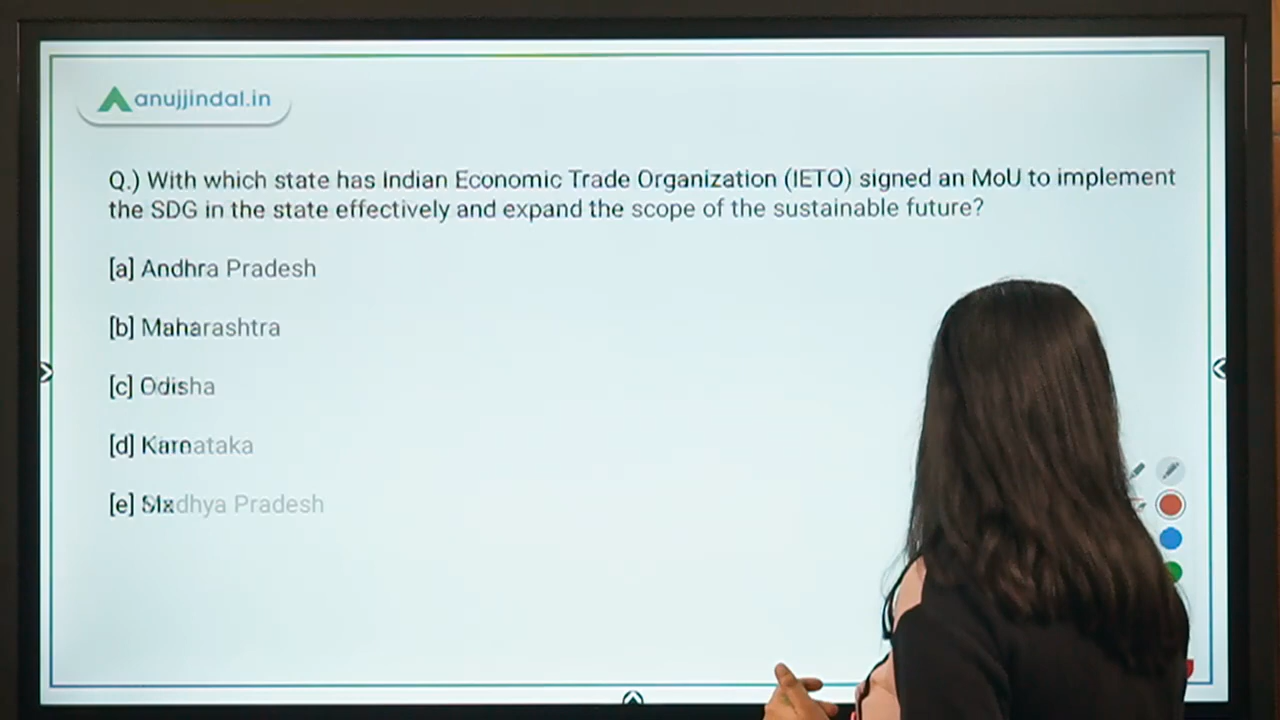 anujjindal.in
Q.) With which state has Indian Economic Trade Organization (IETO) signed an MoU to implement
the SDG in the state effectively and expand the scope of the sustainable future?
[a] Andhra Pradesh
[b] Maharashtra
[c] Odisha
[d] Karnataka
[e] Pradesh